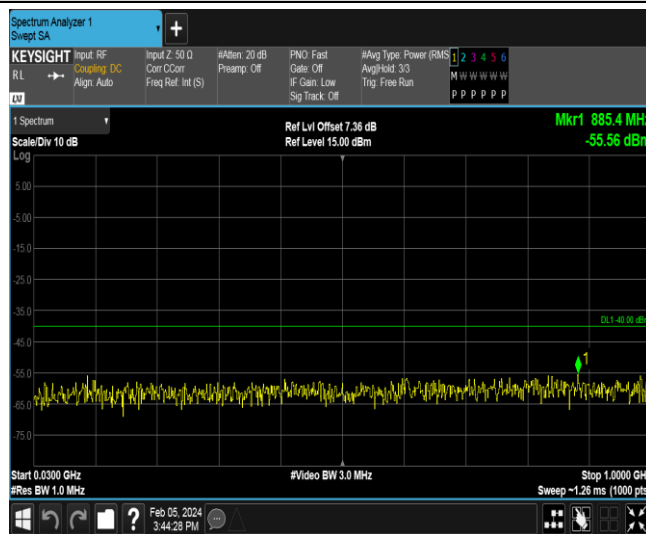 Spectrum Analyzer 1
Swept SA
+
KEYSIGHT Input: RF Input Z: 50 Ω #Atten: 20 dB PNO: Fast #Avg Type: Power (RMS 1 2 3 4 5 6
RL Coupling: DC Corr CCorr Preamp: Off Gate: Off Avg|Hold: 3/3 M W W W W W
Align: Auto Freq Ref: Int (S) IF Gain: Low Trig: Free Run
LXI Sig Track: Off P P P P P P
1 Spectrum Ref Lvl Offset 7.36 dB Mkr1 885.4 MHz
Scale/Div 10 dB Ref Level 15.00 dBm -55.56 dBm
Log
5.00
-5.00
-15.0
-25.0
-35.0
DL1 -40.00 dBm
-45.0
1
-55.0
-65.0
-75.0
Start 0.0300 GHz #Video BW 3.0 MHz Stop 1.0000 GH
#Res BW 1.0 MHz Sweep ~1.26 ms (1000 pts
? Feb 05, 2024
3:44:28 PM